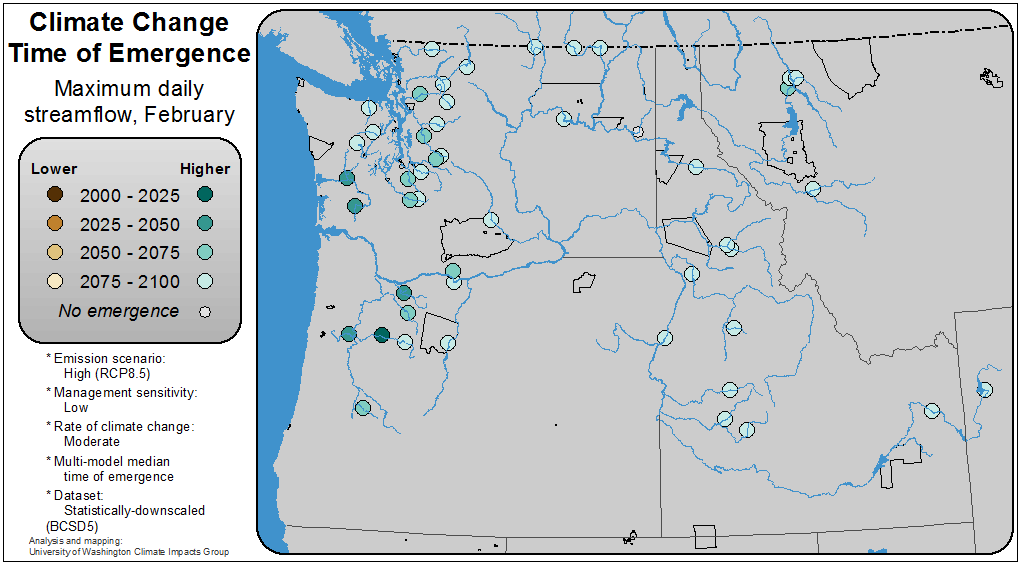 Climate Change
Time of Emergence
Maximum daily
streamflow, February
Lower Higher
2000 - 2025
2025 - 2050
2050 - 2075
2075 - 2100
No emergence
* Emission scenario:
High (RCP8.5)
* Management sensitivity:
Low
* Rate of climate change:
Moderate
* Multi-model median
time of emergence
* Dataset:
Statistically-downscaled
(BCSD5)
Analysis and mapping:
University of Washington Climate Impacts Group